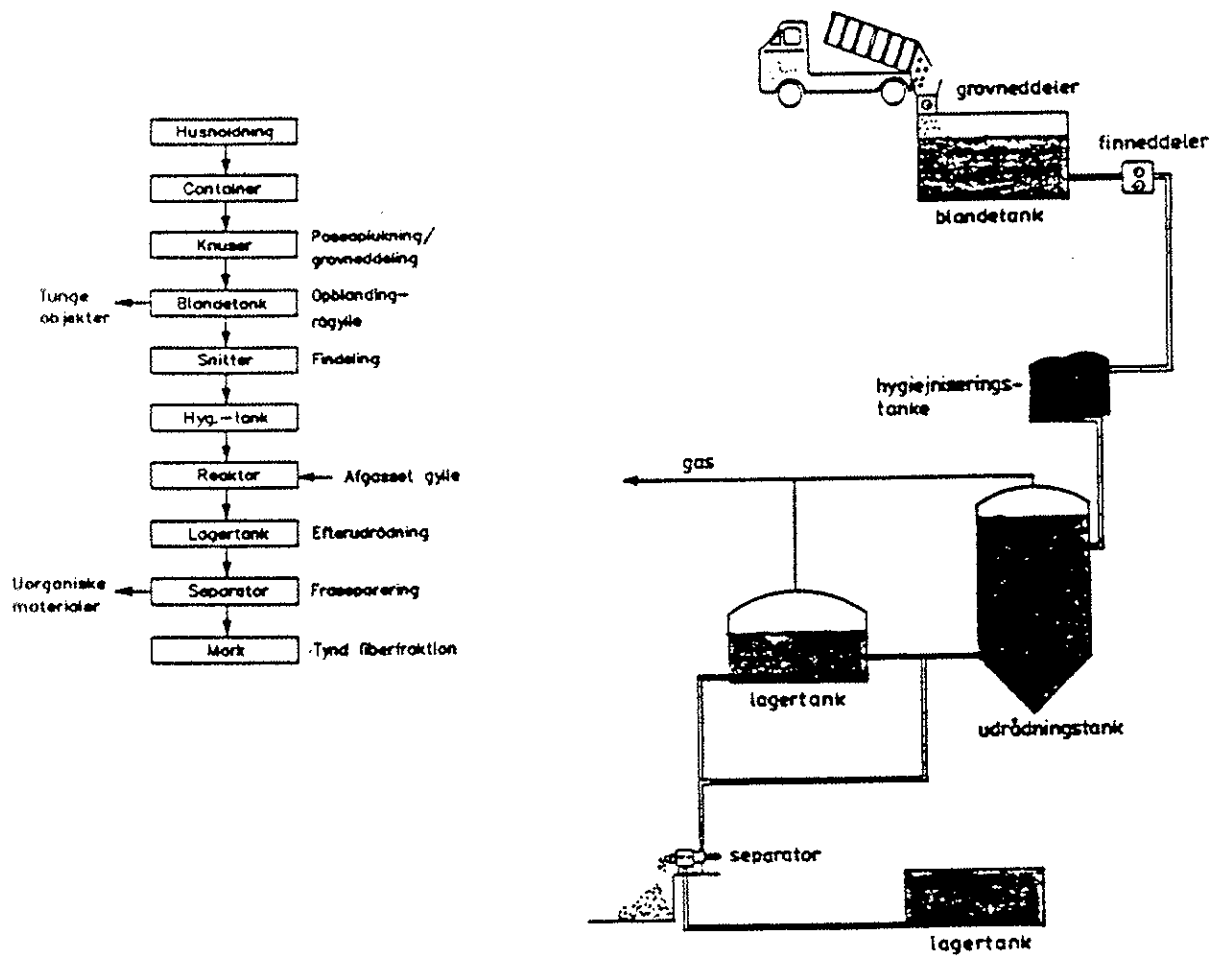 Husholdning
Container
Knuser
Poseoplukning/
grovneddeling
Tunge
objekter
Blandetank
Opblanding-
rågylle
Snitter
Findeling
Hyg.-tank
Reaktor
Afgasset gylle
Lagertank
Efterudrådning
Uorganiske
materialer
Separator
Fraseparering
Mark
Tynd fiberfraktion
grovneddeler
finneddeler
blandetank
hygiejniserings-
tanke
gas
lagertank
udrådningstank
separator
lagertank